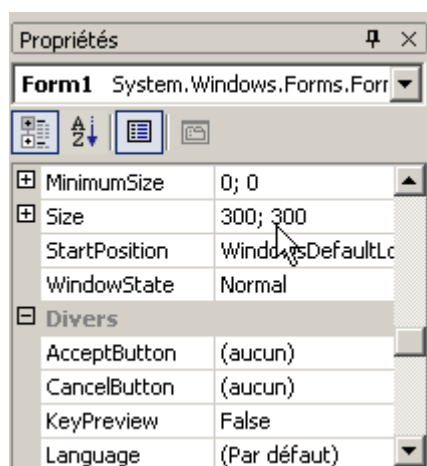 Propriétés
Form1 System.Windows.Forms.Forr
MinimumSize 0; 0
Size 300; 300
StartPosition WindowsDefaultLc
WindowState Normal
Divers
AcceptButton (aucun)
CancelButton (aucun)
KeyPreview False
Language (Par défaut)